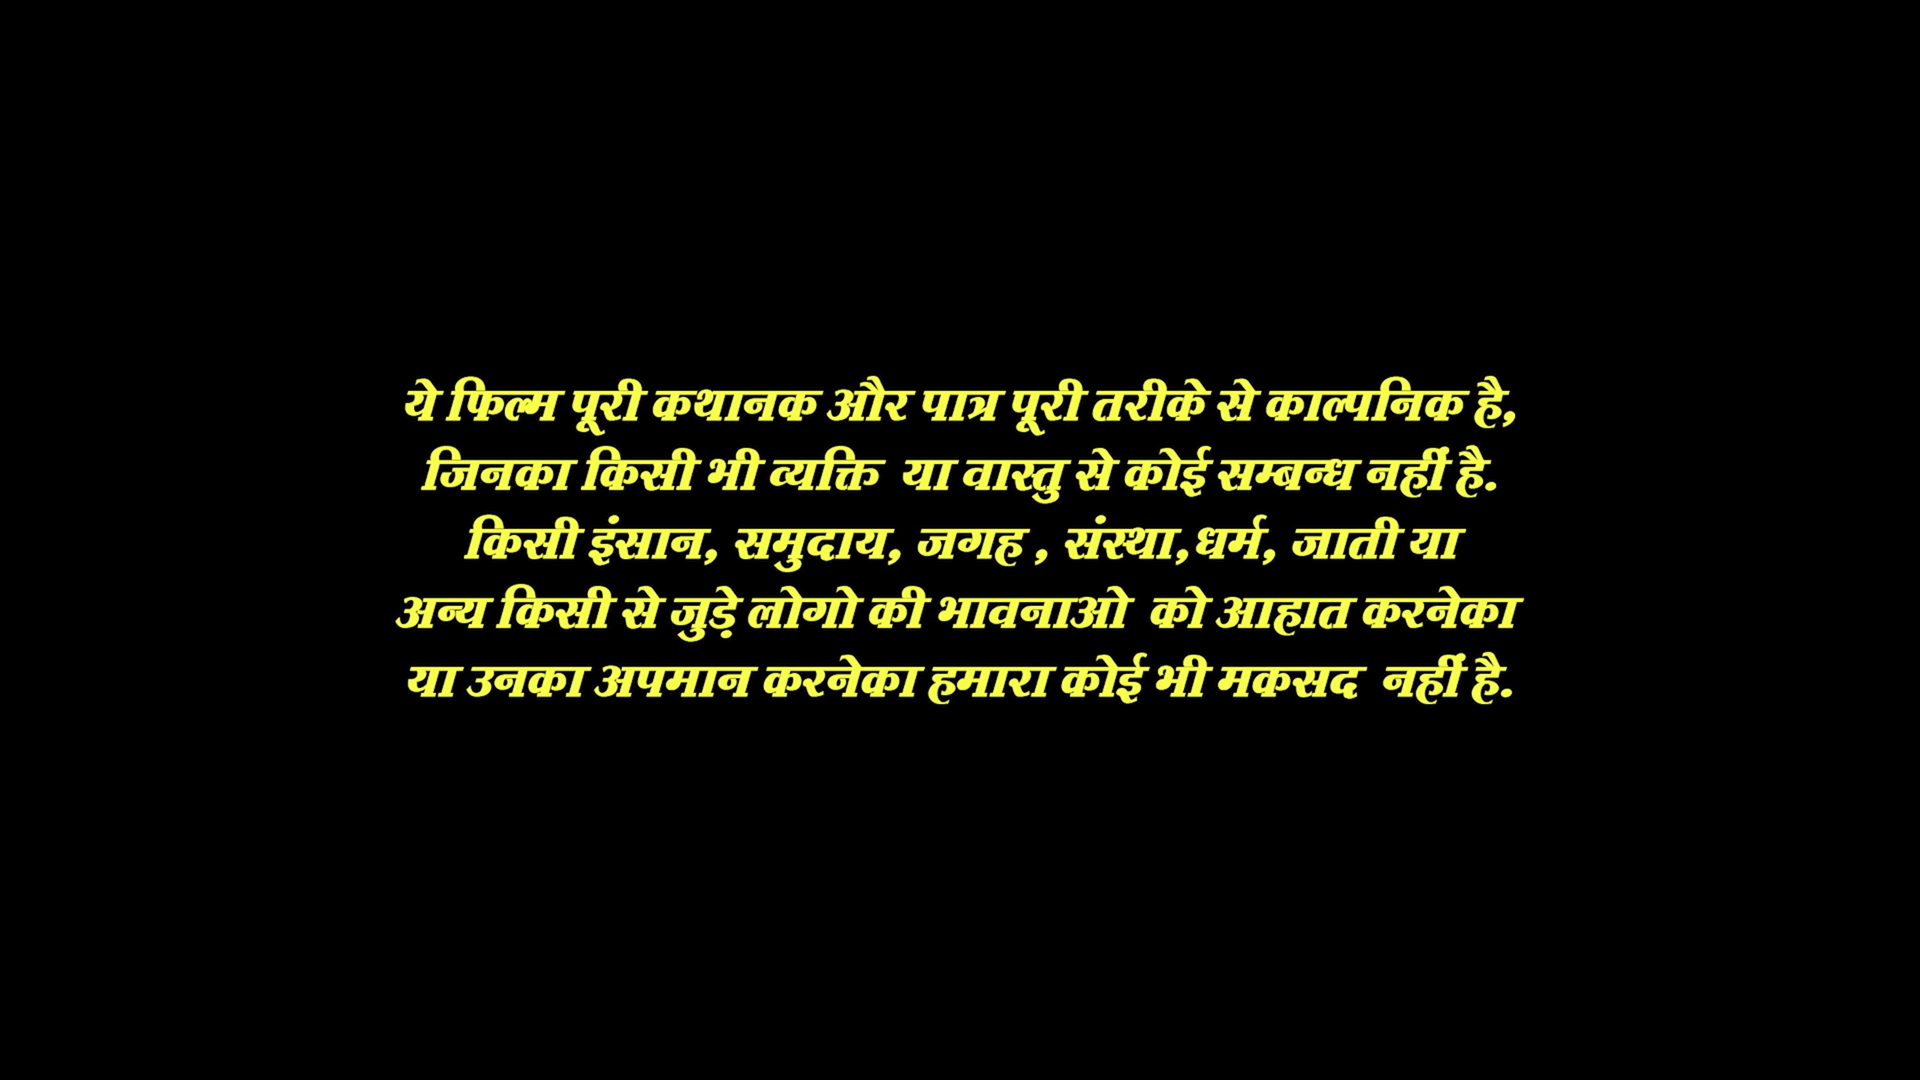 ये फिल्म पूरी कथानक और पात्र पूरी तरीके से काल्पनिक है,
जिनका किसी भी व्यक्ति या वास्तु से कोई सम्बन्ध नहीं है.
किसी इंसान, समुदाय, जगह , संस्था,धर्म, जाती या
अन्य किसी से जुड़े लोगो की भावनाओ को आहात करनेका
या उनका अपमान करनेका हमारा कोई भी मकसद नहीं है.